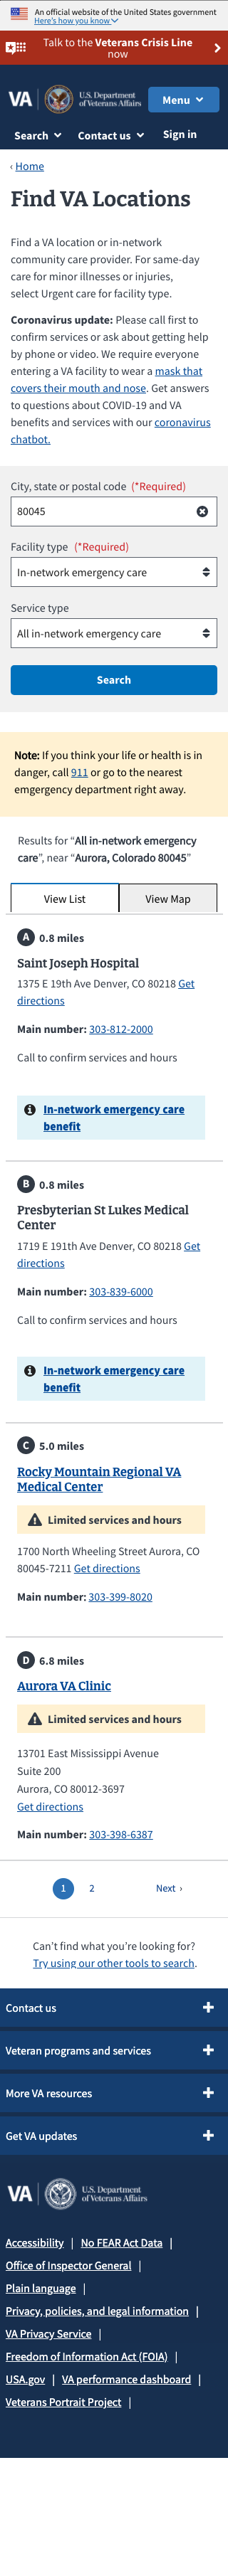 An official website of the United States government
Here's how you know
Talk to the Veterans Crisis Line
now
VA
U.S. Department
of Veterans Affairs
Menu
Search
Contact us
Sign in
‹ Home
Find VA Locations
Find a VA location or in-network
community care provider. For same-day
care for minor illnesses or injuries,
select Urgent care for facility type.
Coronavirus update: Please call first to
confirm services or ask about getting help
by phone or video. We require everyone
entering a VA facility to wear a mask that
covers their mouth and nose. Get answers
to questions about COVID-19 and VA
benefits and services with our coronavirus
chatbot.
City, state or postal code (*Required)
80045
Facility type (*Required)
In-network emergency care
Service type
All in-network emergency care
Search
Note: If you think your life or health is in
danger, call 911 or go to the nearest
emergency department right away.
Results for "All in-network emergency
care", near "Aurora, Colorado 80045"
View List
View Map
A 0.8 miles
Saint Joseph Hospital
1375 E 19th Ave Denver, CO 80218 Get
directions
Main number: 303-812-2000
Call to confirm services and hours
In-network emergency care
benefit
B 0.8 miles
Presbyterian St Lukes Medical
Center
1719 E 191th Ave Denver, CO 80218 Get
directions
Main number: 303-839-6000
Call to confirm services and hours
In-network emergency care
benefit
C 5.0 miles
Rocky Mountain Regional VA
Medical Center
Limited services and hours
1700 North Wheeling Street Aurora, CO
80045-7211 Get directions
Main number: 303-399-8020
D 6.8 miles
Aurora VA Clinic
Limited services and hours
13701 East Mississippi Avenue
Suite 200
Aurora, CO 80012-3697
Get directions
Main number: 303-398-6387
1 2 Next ›
Can't find what you're looking for?
Try using our other tools to search.
Contact us
Veteran programs and services
More VA resources
Get VA updates
VA
U.S. Department
of Veterans Affairs
Accessibility | No FEAR Act Data |
Office of Inspector General |
Plain language |
Privacy, policies, and legal information |
VA Privacy Service |
Freedom of Information Act (FOIA) |
USA.gov | VA performance dashboard |
Veterans Portrait Project |